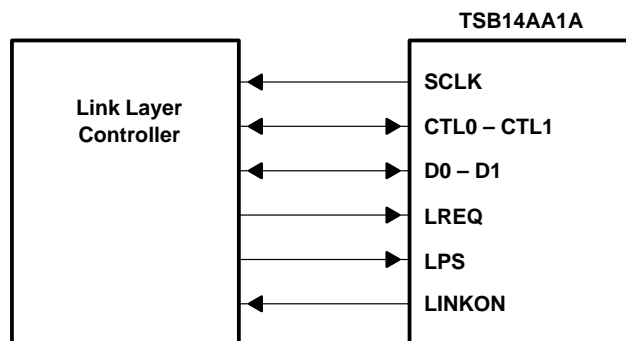 TSB14AA1A
Link Layer
Controller
SCLK
CTL0 – CTL1
D0 – D1
LREQ
LPS
LINKON